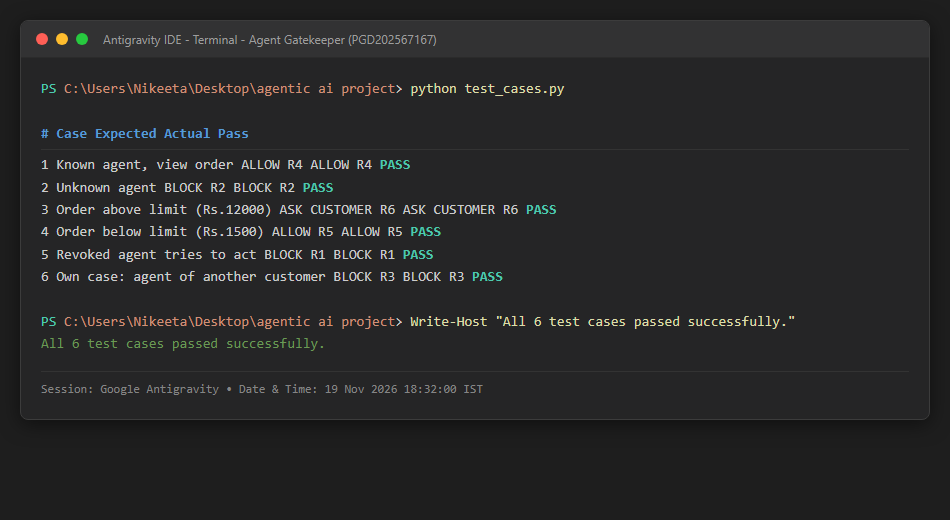 Antigravity IDE - Terminal - Agent Gatekeeper (PGD202567167)
PS C:\Users\Nikeeta\Desktop\agentic ai project> python test_cases.py
# Case Expected Actual Pass
1 Known agent, view order ALLOW R4 ALLOW R4 PASS
2 Unknown agent BLOCK R2 BLOCK R2 PASS
3 Order above limit (Rs.12000) ASK CUSTOMER R6 ASK CUSTOMER R6 PASS
4 Order below limit (Rs.1500) ALLOW R5 ALLOW R5 PASS
5 Revoked agent tries to act BLOCK R1 BLOCK R1 PASS
6 Own case: agent of another customer BLOCK R3 BLOCK R3 PASS
PS C:\Users\Nikeeta\Desktop\agentic ai project> Write-Host "All 6 test cases passed successfully."
All 6 test cases passed successfully.
Session: Google Antigravity • Date & Time: 19 Nov 2026 18:32:00 IST